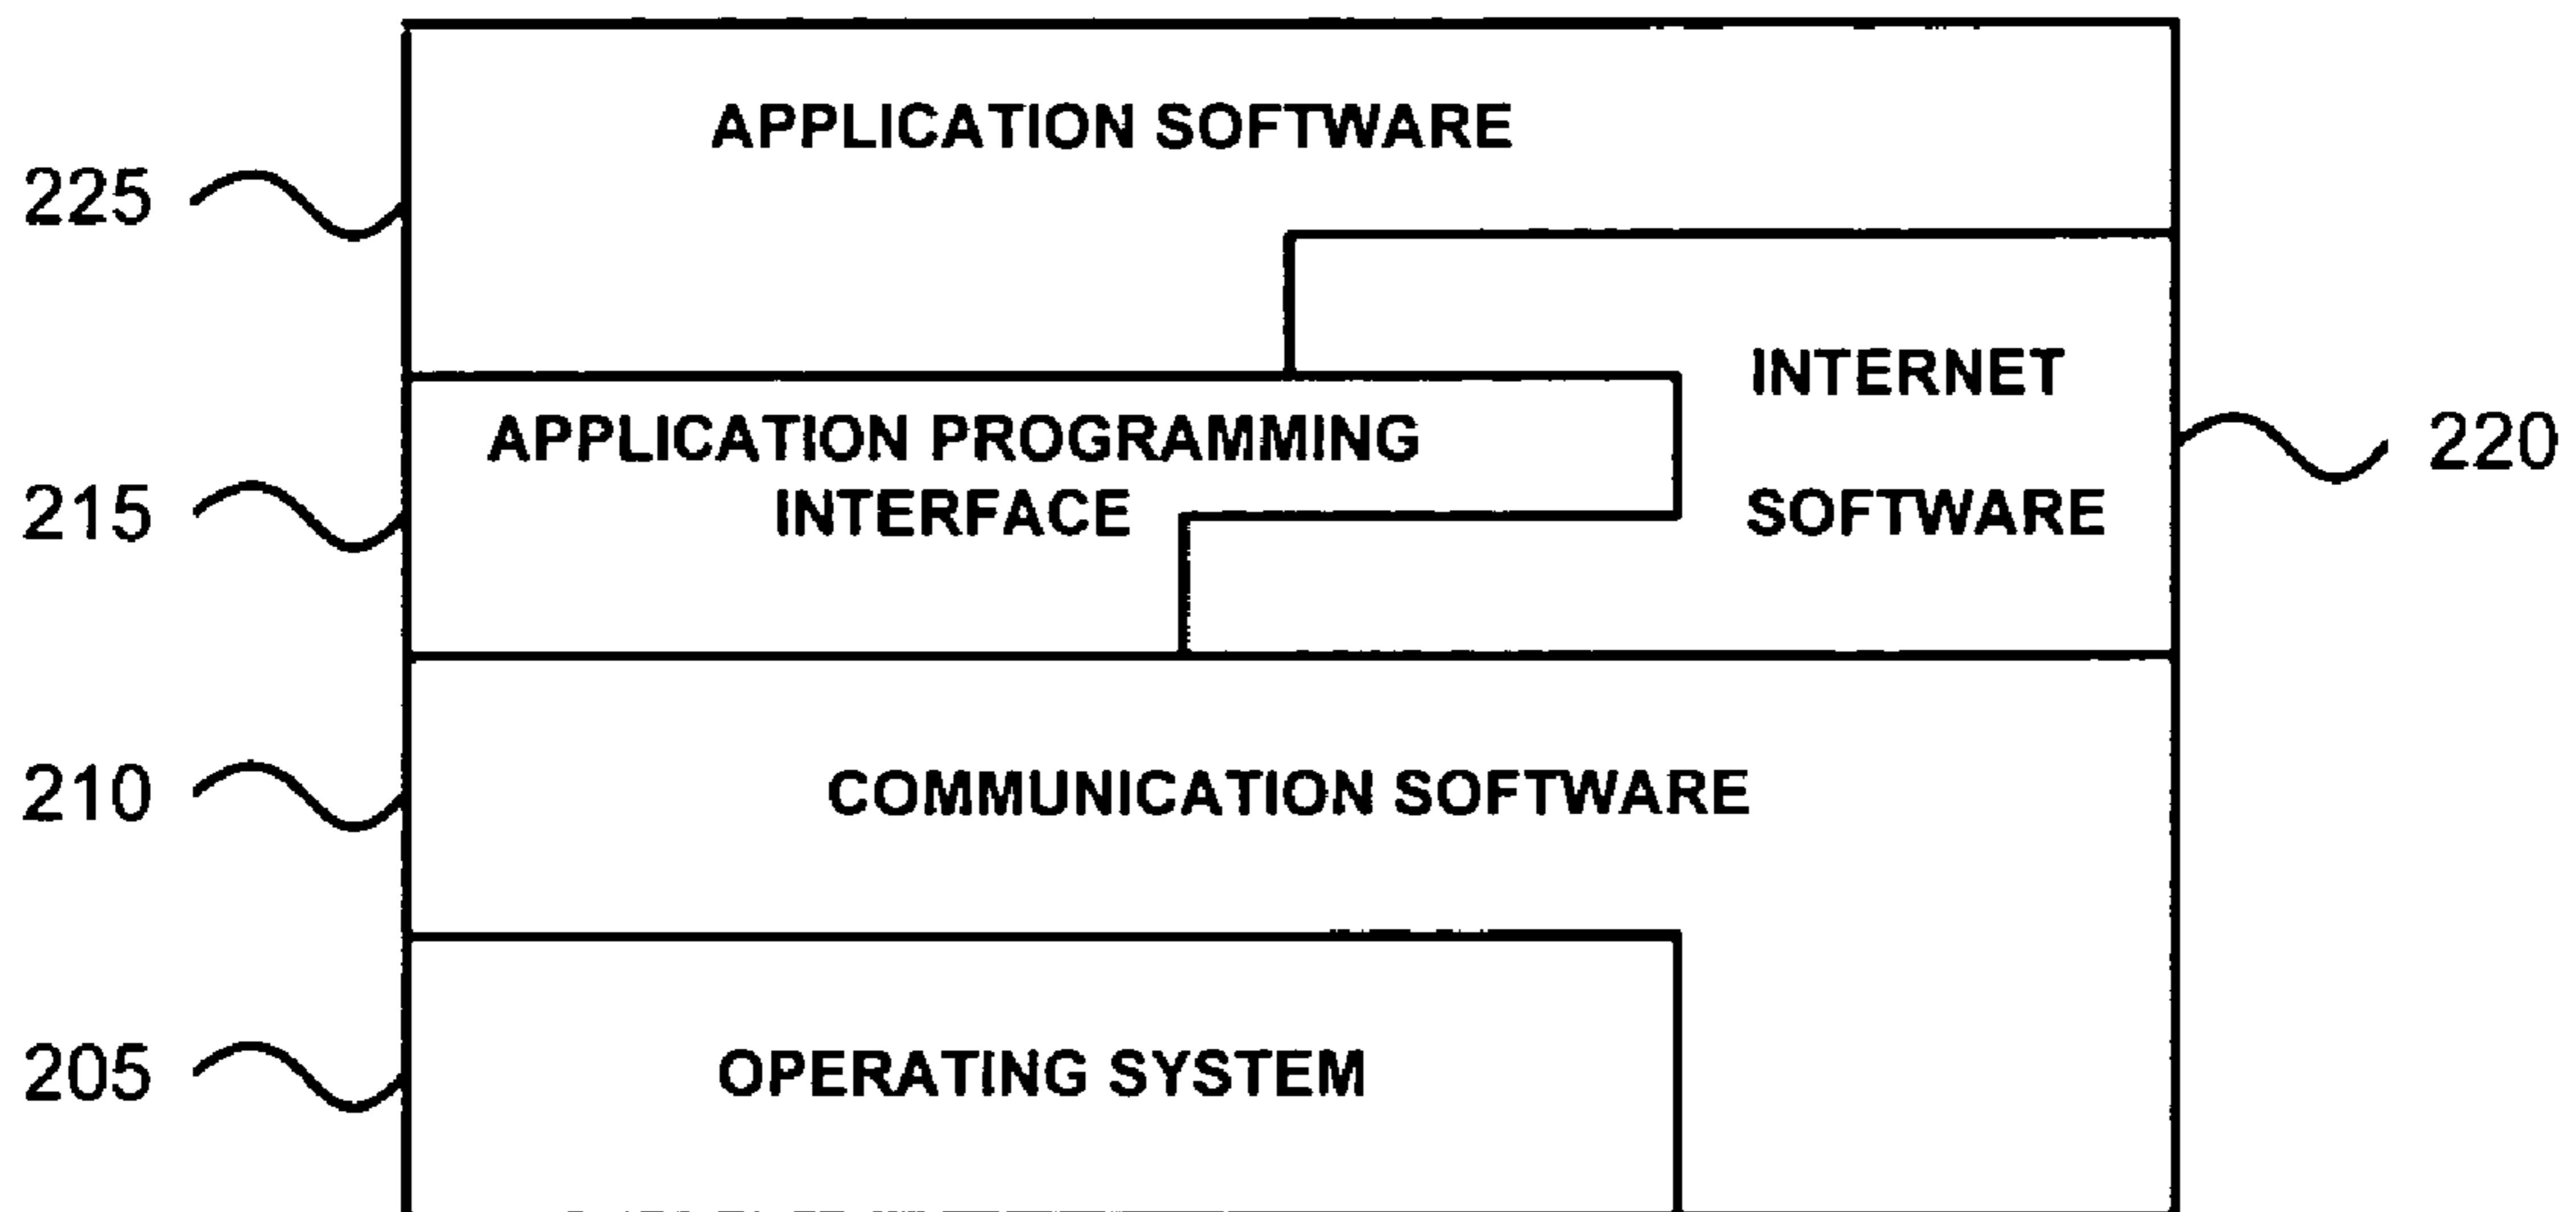 APPLICATION SOFTWARE
225
INTERNET
SOFTWARE
220
APPLICATION PROGRAMMING
INTERFACE
215
COMMUNICATION SOFTWARE
210
OPERATING SYSTEM
205